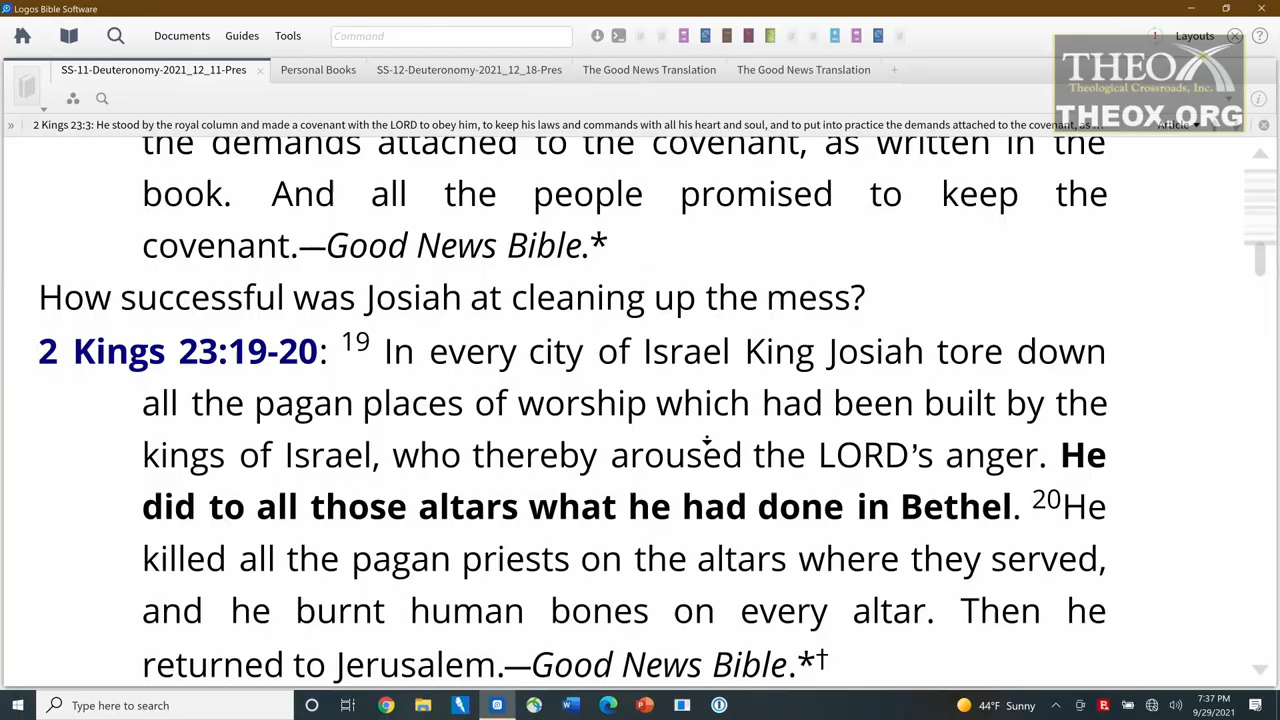 Logos Bible Software
Documents Guides Tools Command Layouts
SS-11-Deuteronomy-2021_12_11-Pres Personal Books SS-12-Deuteronomy-2021_12_18-Pres The Good News Translation The Good News Translation
THEOX
Theological Crossroads, Inc.
THEOX.ORG
2 Kings 23:3: He stood by the royal column and made a covenant with the LORD to obey him, to keep his laws and commands with all his heart and soul, and to put into practice the demands attached to the covenant, as ... Article
the demands attached to the covenant, as written in the
book. And all the people promised to keep the
covenant.—Good News Bible.*
How successful was Josiah at cleaning up the mess?
2 Kings 23:19-20: 19 In every city of Israel King Josiah tore down
all the pagan places of worship which had been built by the
kings of Israel, who thereby aroused the LORD’s anger. He
did to all those altars what he had done in Bethel. 20He
killed all the pagan priests on the altars where they served,
and he burnt human bones on every altar. Then he
returned to Jerusalem.—Good News Bible.*†
Type here to search
44°F Sunny
7:37 PM
9/29/2021